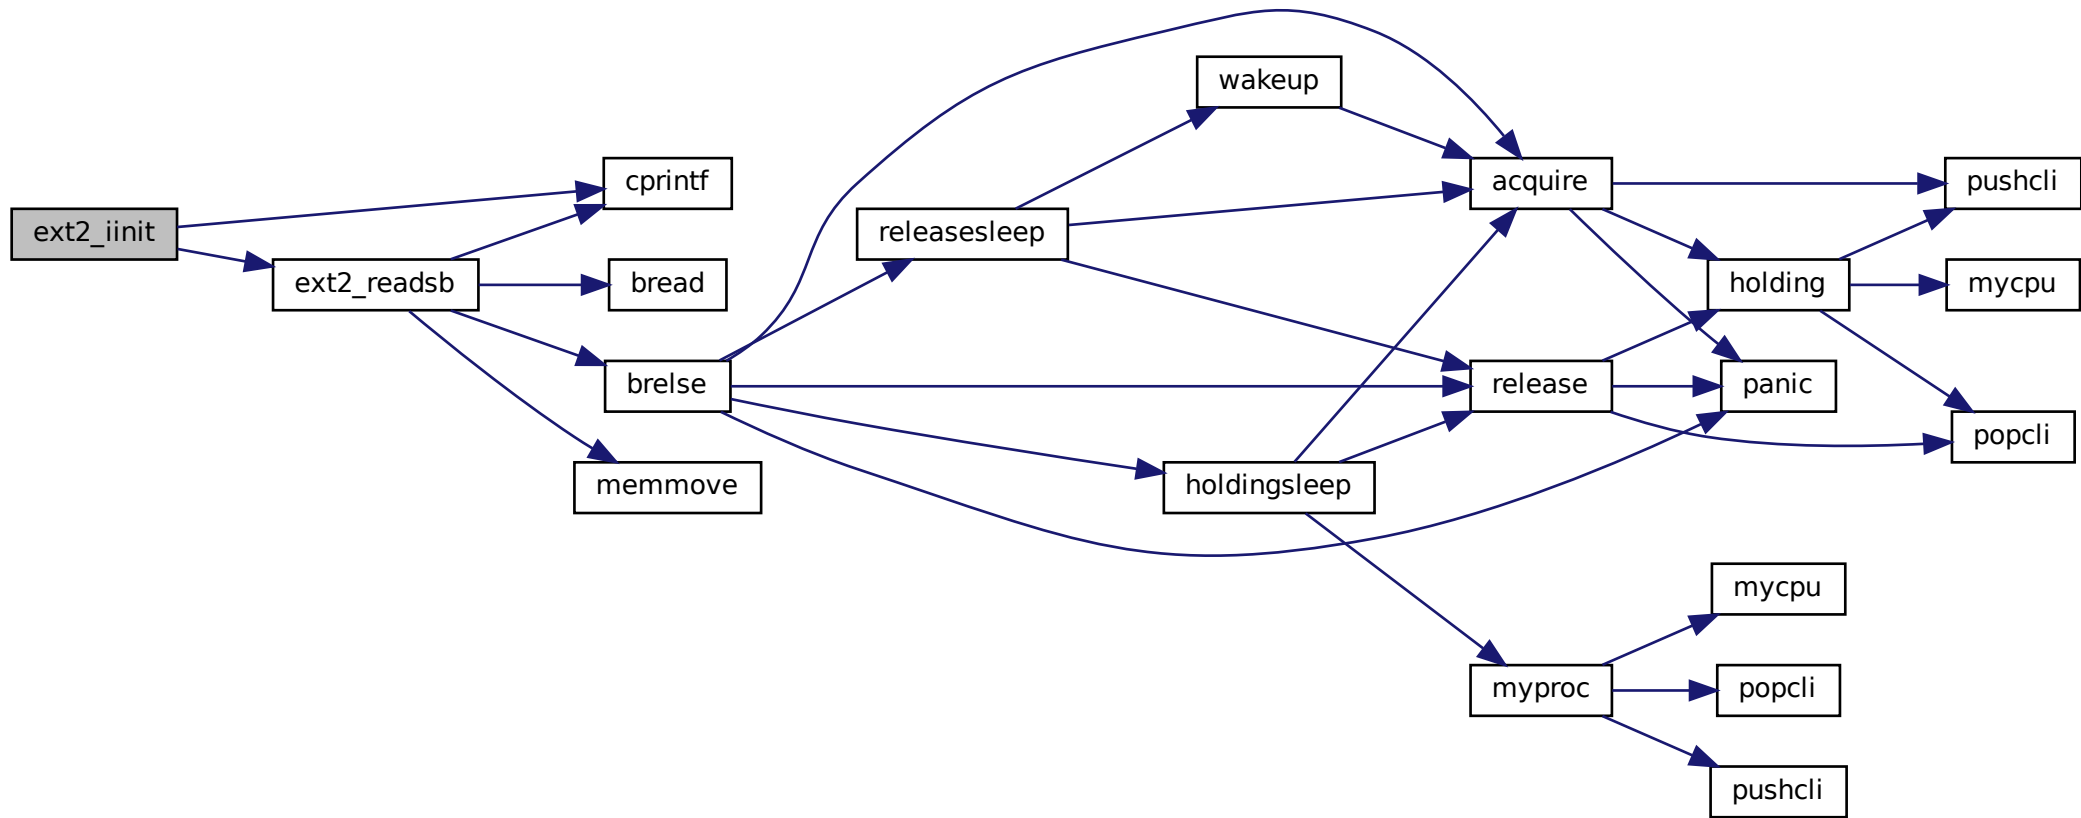 ext2_iinit
cprintf
ext2_readsb
bread
brelse
memmove
releasesleep
wakeup
holdingsleep
acquire
release
myproc
holding
panic
mycpu
popcli
pushcli
pushcli
mycpu
popcli